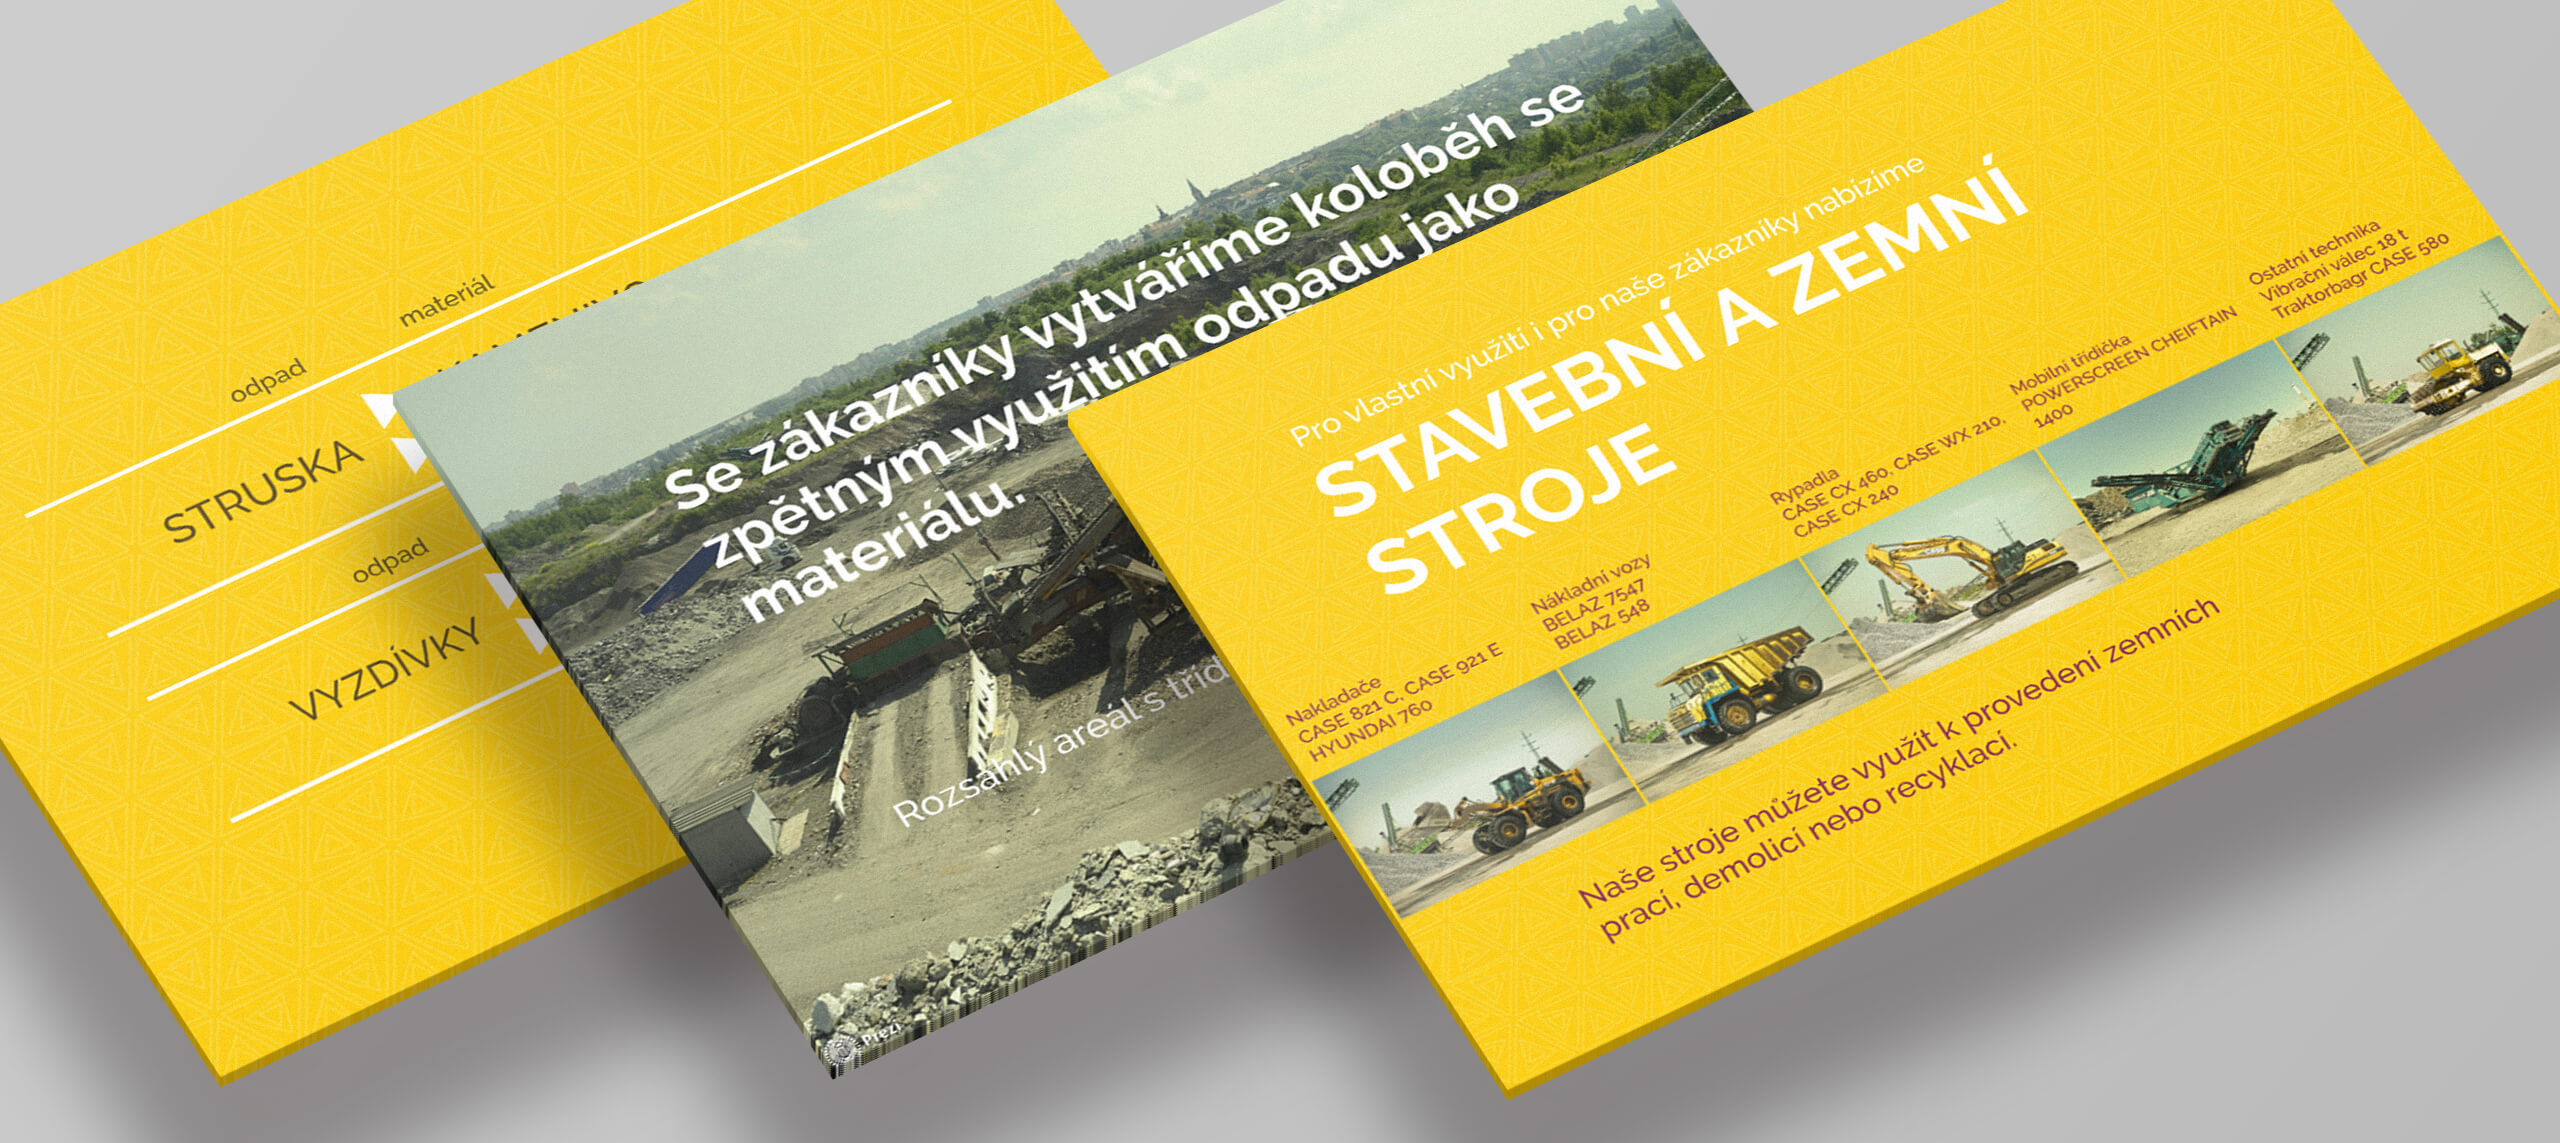 materiál
odpad
STRUSKA
odpad
VYZDÍVKY
Se zákazníky vytváříme koloběh se
zpětným využitím odpadu jako
materiálu.
Rozsáhlý areál s
Prezi
Pro vlastní využití i pro naše zákazníky nabízíme
STAVEBNÍ A ZEMNÍ
STROJE
Nakladače
CASE 821 C, CASE 921 E
HYUNDAI 760
Nákladní vozy
BELAZ 7547
BELAZ 548
Rypadla
CASE CX 460, CASE WX 210,
CASE CX 240
Mobilní třidička
POWERSCREEN CHEIFTAIN
1400
Ostatní technika
Vibrační válec 18 t
Traktorbagr CASE 580
Naše stroje můžete využít k provedení zemních
prací, demolicí nebo recyklací.